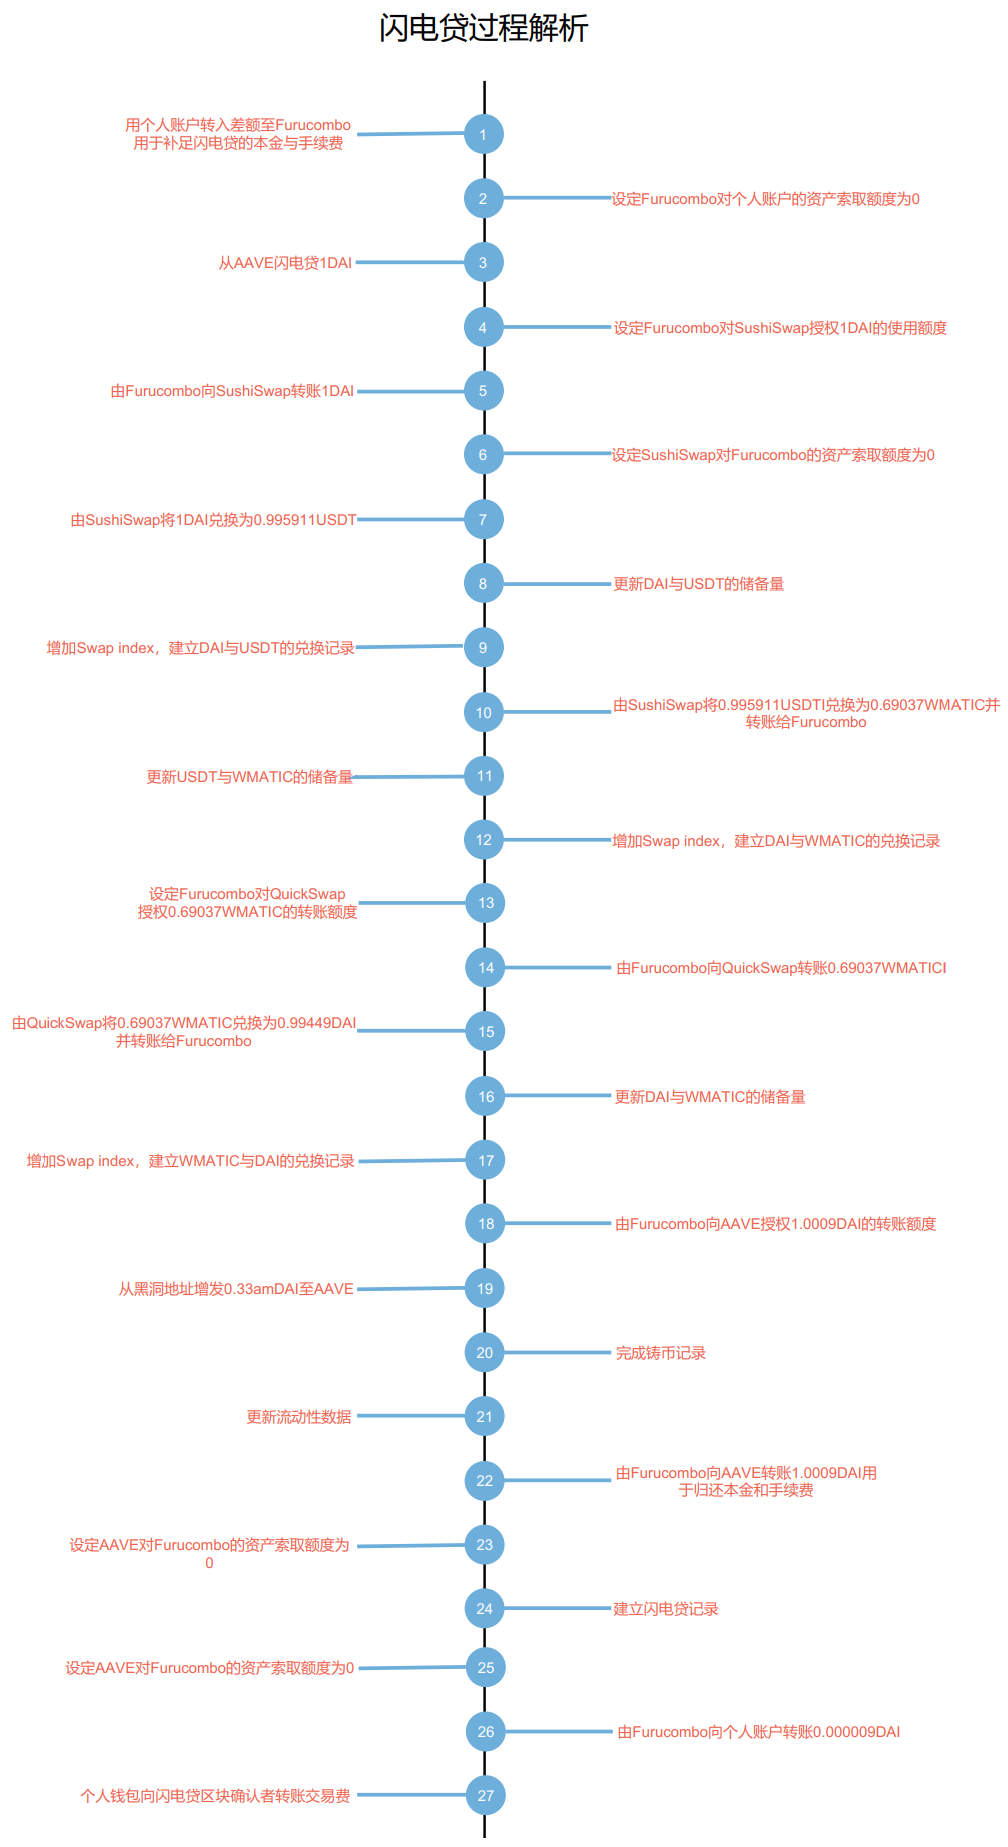 闪电贷过程解析
用个人账户转入差额至Furucombo
用于补足闪电贷的本金与手续费
1
2
设定Furucombo对个人账户的资产索取额度为0
从AAVE闪电贷1DAI
3
4
设定Furucombo对SushiSwap授权1DAI的使用额度
由Furucombo向SushiSwap转账1DAI
5
6
设定SushiSwap对Furucombo的资产索取额度为0
由SushiSwap将1DAI兑换为0.995911USDT
7
8
更新DAI与USDT的储备量
增加Swap index，建立DAI与USDT的兑换记录
9
10
由SushiSwap将0.995911USDTI兑换为0.69037WMATIC并
转账给Furucombo
更新USDT与WMATIC的储备量
11
12
增加Swap index，建立DAI与WMATIC的兑换记录
设定Furucombo对QuickSwap
授权0.69037WMATIC的转账额度
13
14
由Furucombo向QuickSwap转账0.69037WMATICI
由QuickSwap将0.69037WMATIC兑换为0.99449DAI
并转账给Furucombo
15
16
更新DAI与WMATIC的储备量
增加Swap index，建立WMATIC与DAI的兑换记录
17
18
由Furucombo向AAVE授权1.0009DAI的转账额度
从黑洞地址增发0.33amDAI至AAVE
19
20
完成铸币记录
更新流动性数据
21
22
由Furucombo向AAVE转账1.0009DAI用
于归还本金和手续费
设定AAVE对Furucombo的资产索取额度为
0
23
24
建立闪电贷记录
设定AAVE对Furucombo的资产索取额度为0
25
26
由Furucombo向个人账户转账0.000009DAI
个人钱包向闪电贷区块确认者转账交易费
27